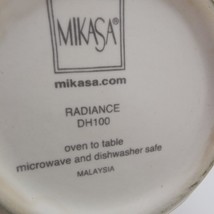 MIKASA®
mikasa.com
RADIANCE
DH100
oven to table
microwave and dishwasher safe
MALAYSIA